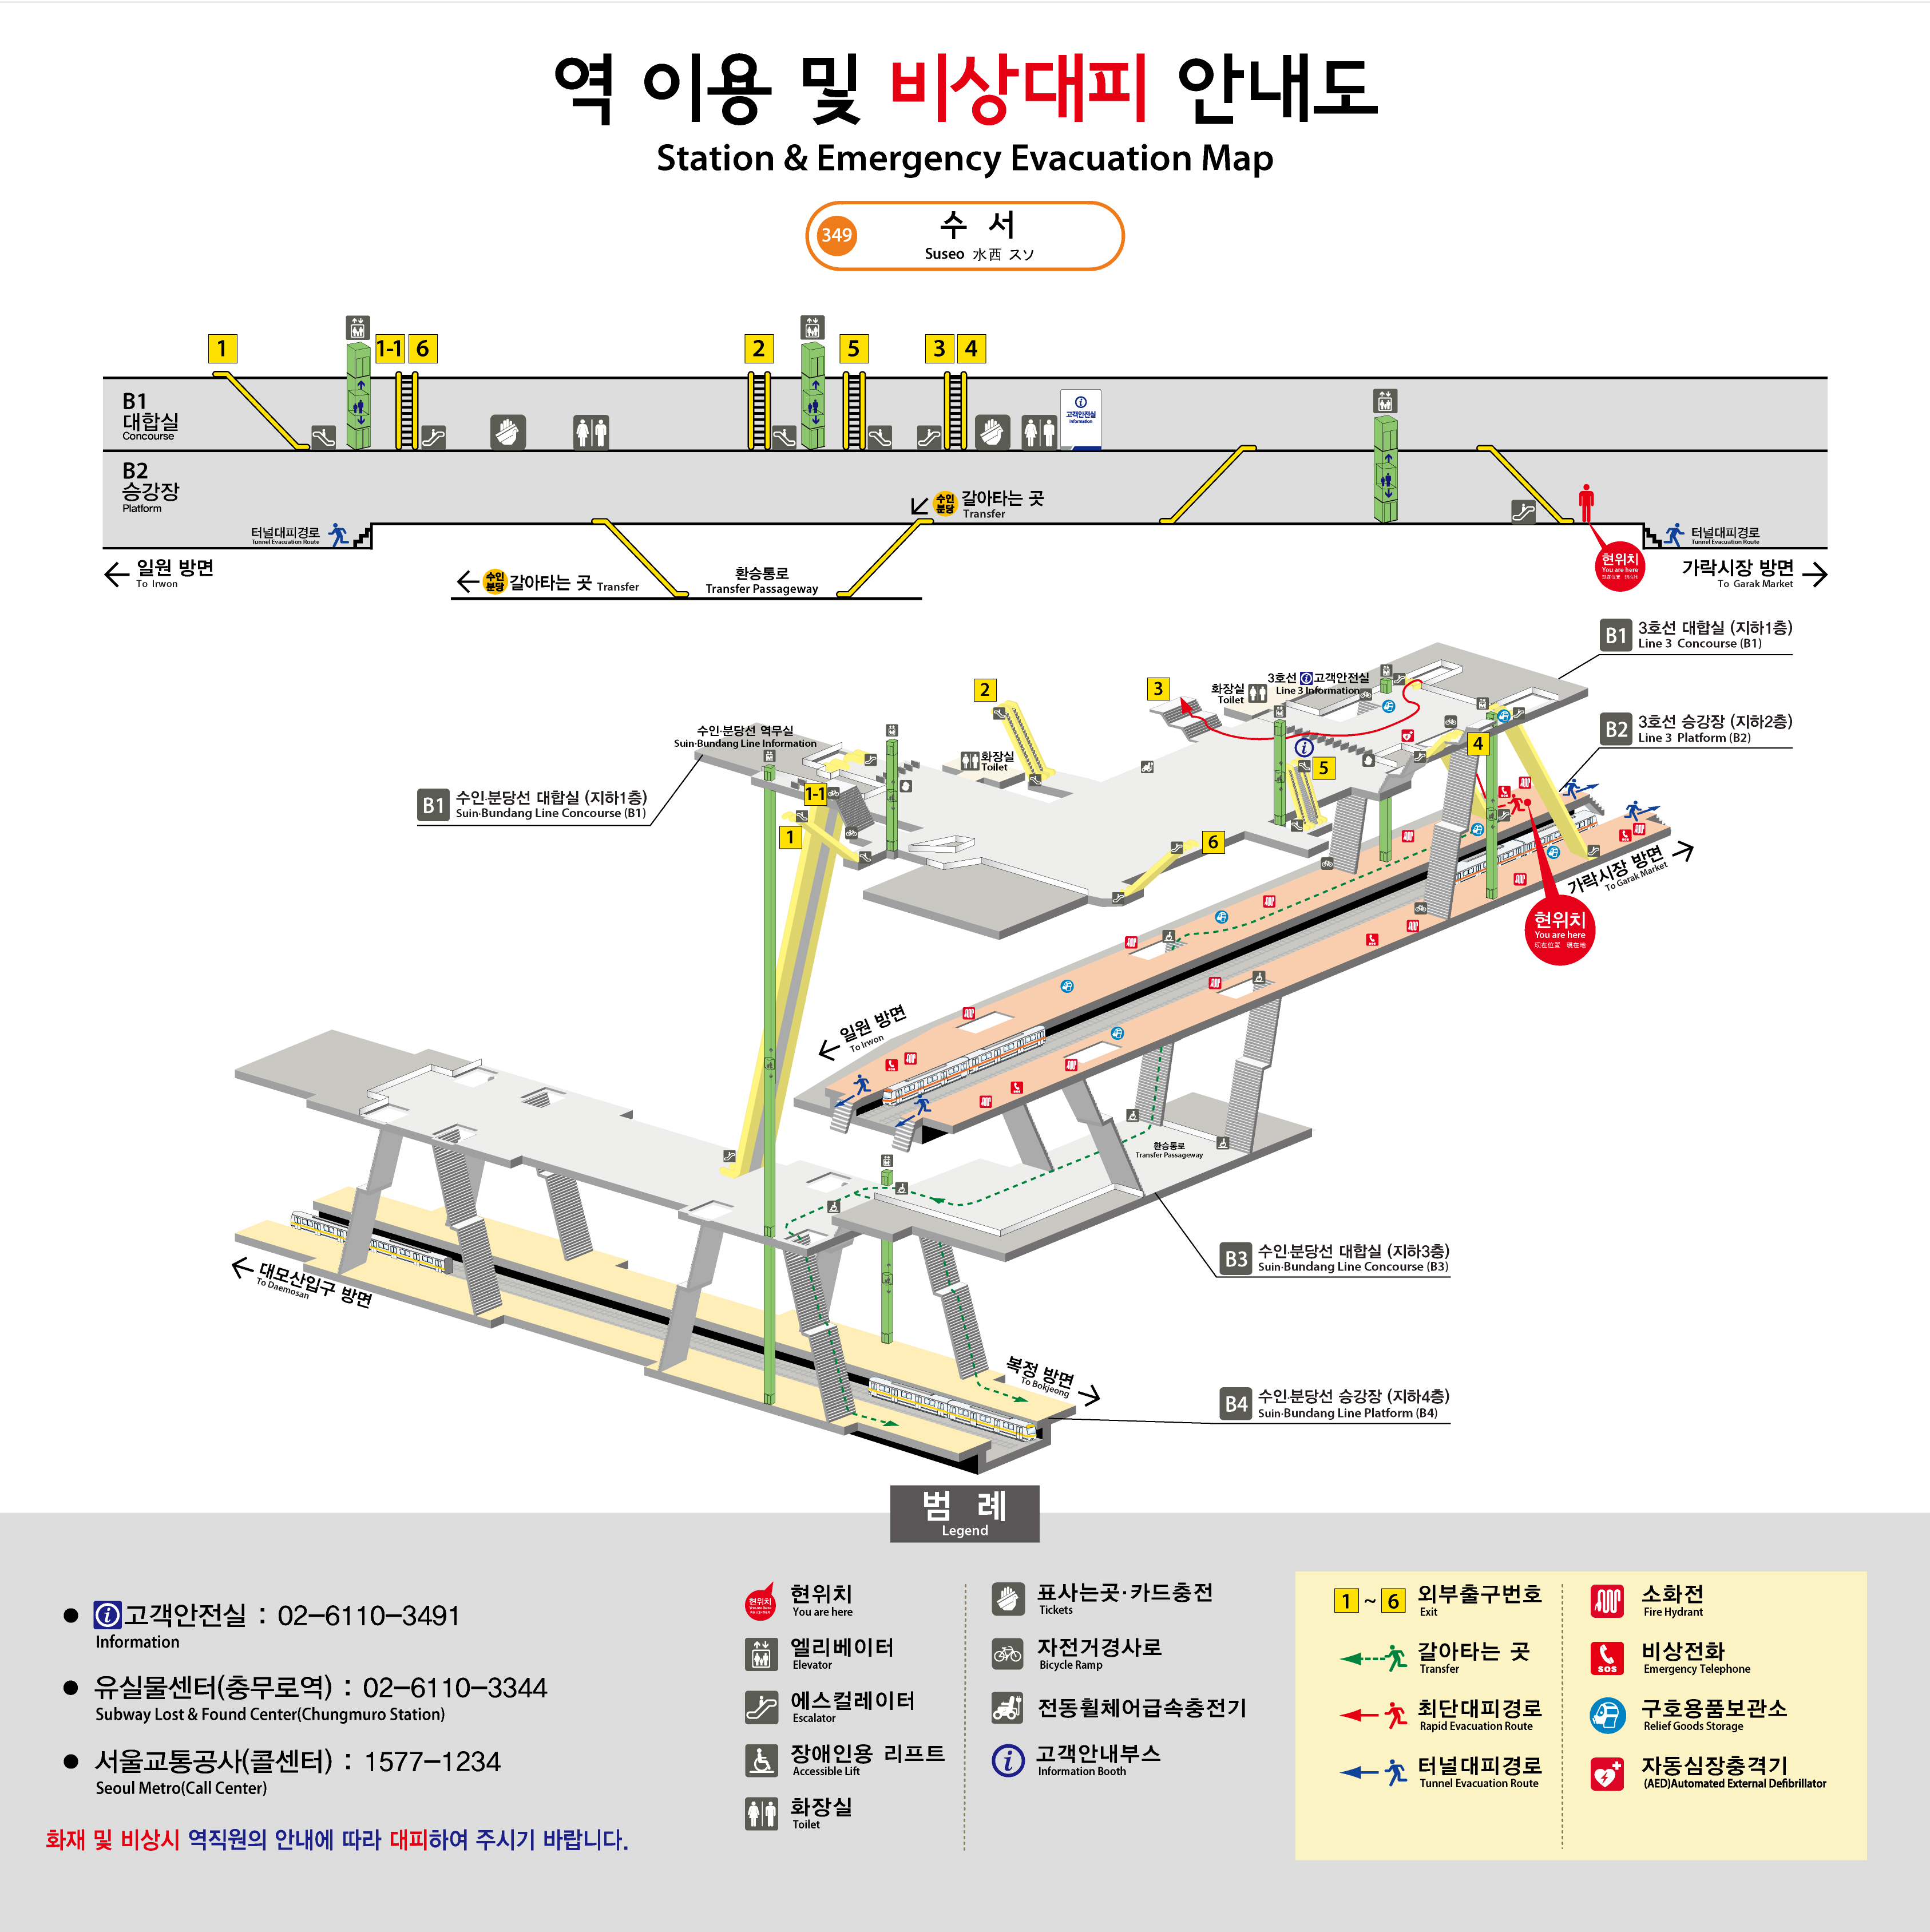 역 이용 및 비상대피 안내도
Station & Emergency Evacuation Map
349
수 서
Suseo 水西 スソ
1
1-1
6
2
5
3
4
B1
대합실
Concourse
고객안전실
Information
B2
승강장
Platform
수인
분당
갈아타는 곳
Transfer
터널대피경로
Tunnel Evacuation Route
터널대피경로
Tunnel Evacuation Route
일원 방면
To Irwon
수인
분당
갈아타는 곳 Transfer
환승통로
Transfer Passageway
현위치
You are here
가락시장 방면
To Garak Market
B1
3호선 대합실 (지하1층)
Line 3 Concourse (B1)
B2
3호선 승강장 (지하2층)
Line 3 Platform (B2)
2
3
화장실
Toilet
3호선 고객안전실
Line 3 Information
수인·분당선 역무실
Suin·Bundang Line Information
화장실
Toilet
4
5
B1
수인·분당선 대합실 (지하1층)
Suin·Bundang Line Concourse (B1)
1-1
1
6
가락시장 방면
To Garak Market
현위치
You are here
现在位置 現在地
일원 방면
To Irwon
환승통로
Transfer Passageway
B3
수인·분당선 대합실 (지하3층)
Suin·Bundang Line Concourse (B3)
대모산입구 방면
To Daemosan
복정 방면
To Bokjeong
B4
수인·분당선 승강장 (지하4층)
Suin·Bundang Line Platform (B4)
범 례
Legend
● 고객안전실 : 02-6110-3491
Information
● 유실물센터(충무로역) : 02-6110-3344
Subway Lost & Found Center(Chungmuro Station)
● 서울교통공사(콜센터) : 1577-1234
Seoul Metro(Call Center)
화재 및 비상시 역직원의 안내에 따라 대피하여 주시기 바랍니다.
현위치
You are here
엘리베이터
Elevator
에스컬레이터
Escalator
장애인용 리프트
Accessible Lift
화장실
Toilet
표사는곳·카드충전
Tickets
자전거경사로
Bicycle Ramp
전동휠체어급속충전기
고객안내부스
Information Booth
1 ~ 6
외부출구번호
Exit
갈아타는 곳
Transfer
최단대피경로
Rapid Evacuation Route
터널대피경로
Tunnel Evacuation Route
소화전
Fire Hydrant
SOS
비상전화
Emergency Telephone
구호용품보관소
Relief Goods Storage
자동심장충격기
(AED)Automated External Defibrillator